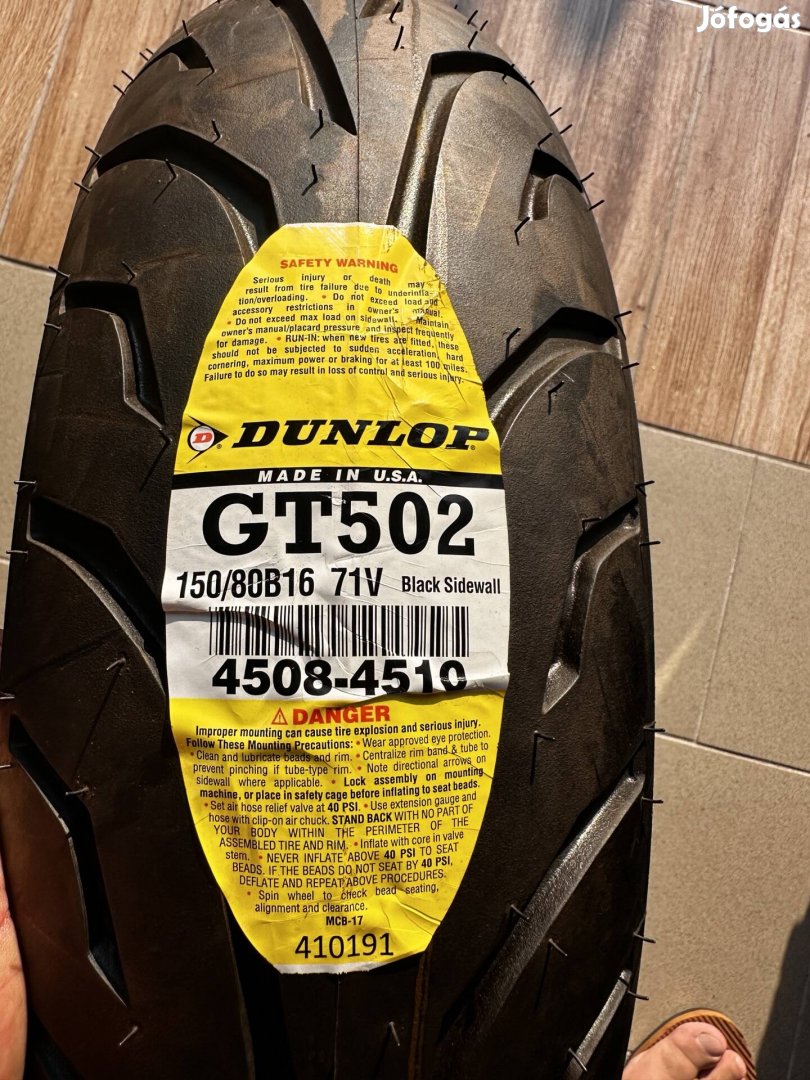 Jófogás
SAFETY WARNING
Serious injury or death may
result from tire failure due to underinfla-
tion/overloading. • Do not exceed load and
accessory restrictions in owner's manual.
• Do not exceed max load on sidewall. • Maintain
owner's manual/placard pressure and inspect frequently
for damage. • RUN-IN: when new tires are fitted, these
should not be subjected to sudden acceleration, hard
cornering, maximum power or braking for at least 100 miles.
Failure to do so may result in loss of control and serious injury.
D DUNLOP
MADE IN U.S.A.
GT502
150/80B16 71V Black Sidewall
4508-4510
⚠ DANGER
Improper mounting can cause tire explosion and serious injury.
Follow These Mounting Precautions: • Wear approved eye protection.
• Clean and lubricate beads and rim. • Centralize rim band & tube to
prevent pinching if tube-type rim. • Note directional arrows on
sidewall where applicable. • Lock assembly on mounting
machine, or place in safety cage before inflating to seat beads.
• Set air hose relief valve at 40 PSI. • Use extension gauge and
hose with clip-on air chuck. STAND BACK WITH NO PART OF
YOUR BODY WITHIN THE PERIMETER OF THE
ASSEMBLED TIRE AND RIM. • Inflate with core in valve
stem. • NEVER INFLATE ABOVE 40 PSI TO SEAT
BEADS. IF THE BEADS DO NOT SEAT BY 40 PSI,
DEFLATE AND REPEAT ABOVE PROCEDURES.
• Spin wheel to check bead seating,
alignment and clearance.
MCB-17
410191